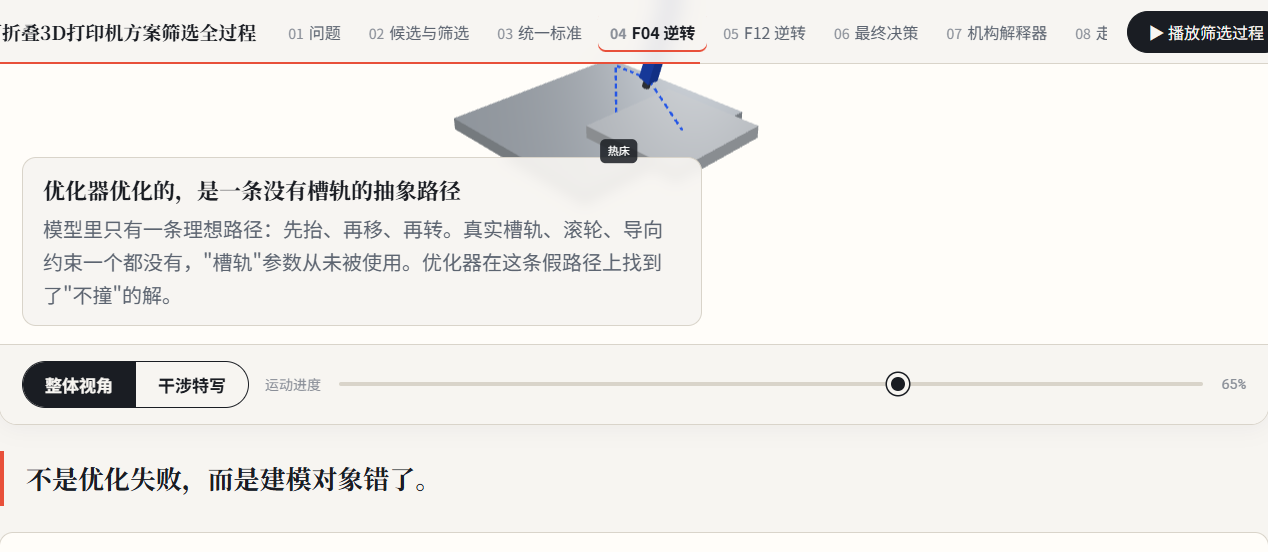 折叠3D打印机方案筛选全过程
01 问题
02 候选与筛选
03 统一标准
04 F04 逆转
05 F12 逆转
06 最终决策
07 机构解释器
08 走
▶ 播放筛选过程
热床
优化器优化的，是一条没有槽轨的抽象路径
模型里只有一条理想路径：先抬、再移、再转。真实槽轨、滚轮、导向
约束一个都没有，"槽轨"参数从未被使用。优化器在这条假路径上找到
了"不撞"的解。
整体视角
干涉特写
运动进度
65%
不是优化失败，而是建模对象错了。